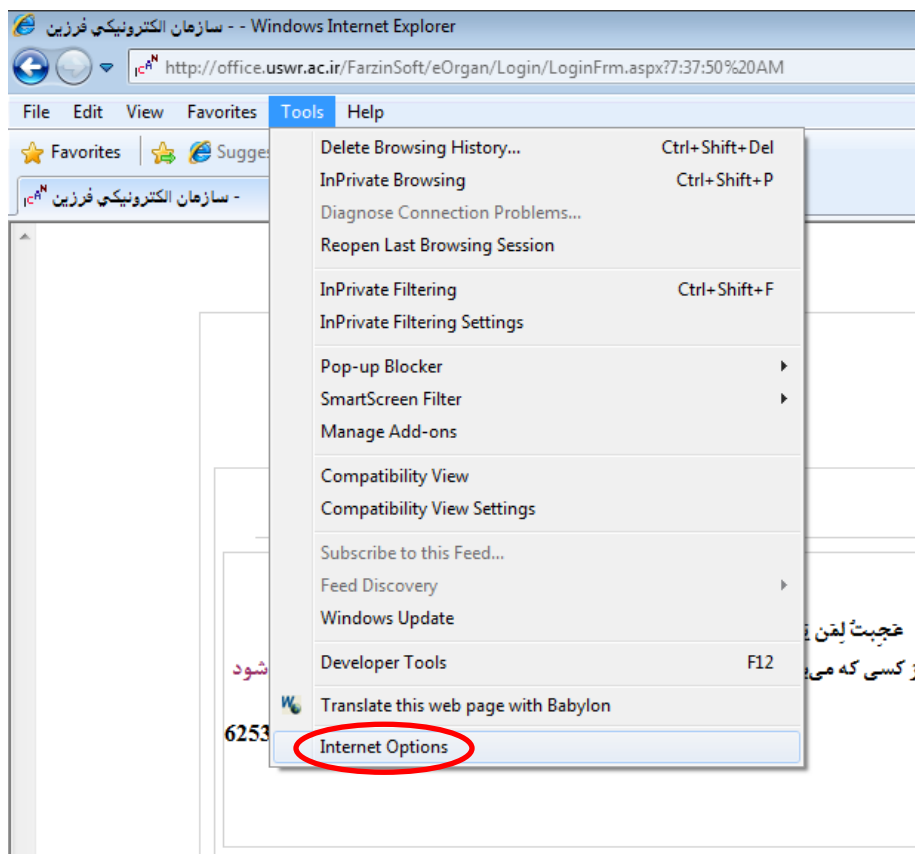 سازمان الکترونیکي فرزین - - Windows Internet Explorer
http://office.uswr.ac.ir/FarzinSoft/eOrgan/Login/LoginFrm.aspx?7:37:50%20AM
File Edit View Favorites Tools Help
Favorites
سازمان الکترونیکي فرزین -
Delete Browsing History... Ctrl+Shift+Del
InPrivate Browsing Ctrl+Shift+P
Diagnose Connection Problems...
Reopen Last Browsing Session
InPrivate Filtering Ctrl+Shift+F
InPrivate Filtering Settings
Pop-up Blocker
SmartScreen Filter
Manage Add-ons
Compatibility View
Compatibility View Settings
Subscribe to this Feed...
Feed Discovery
Windows Update
عَجِبتُ لِمَن
Developer Tools F12
کسی که می
شود
Translate this web page with Babylon
6253
Internet Options